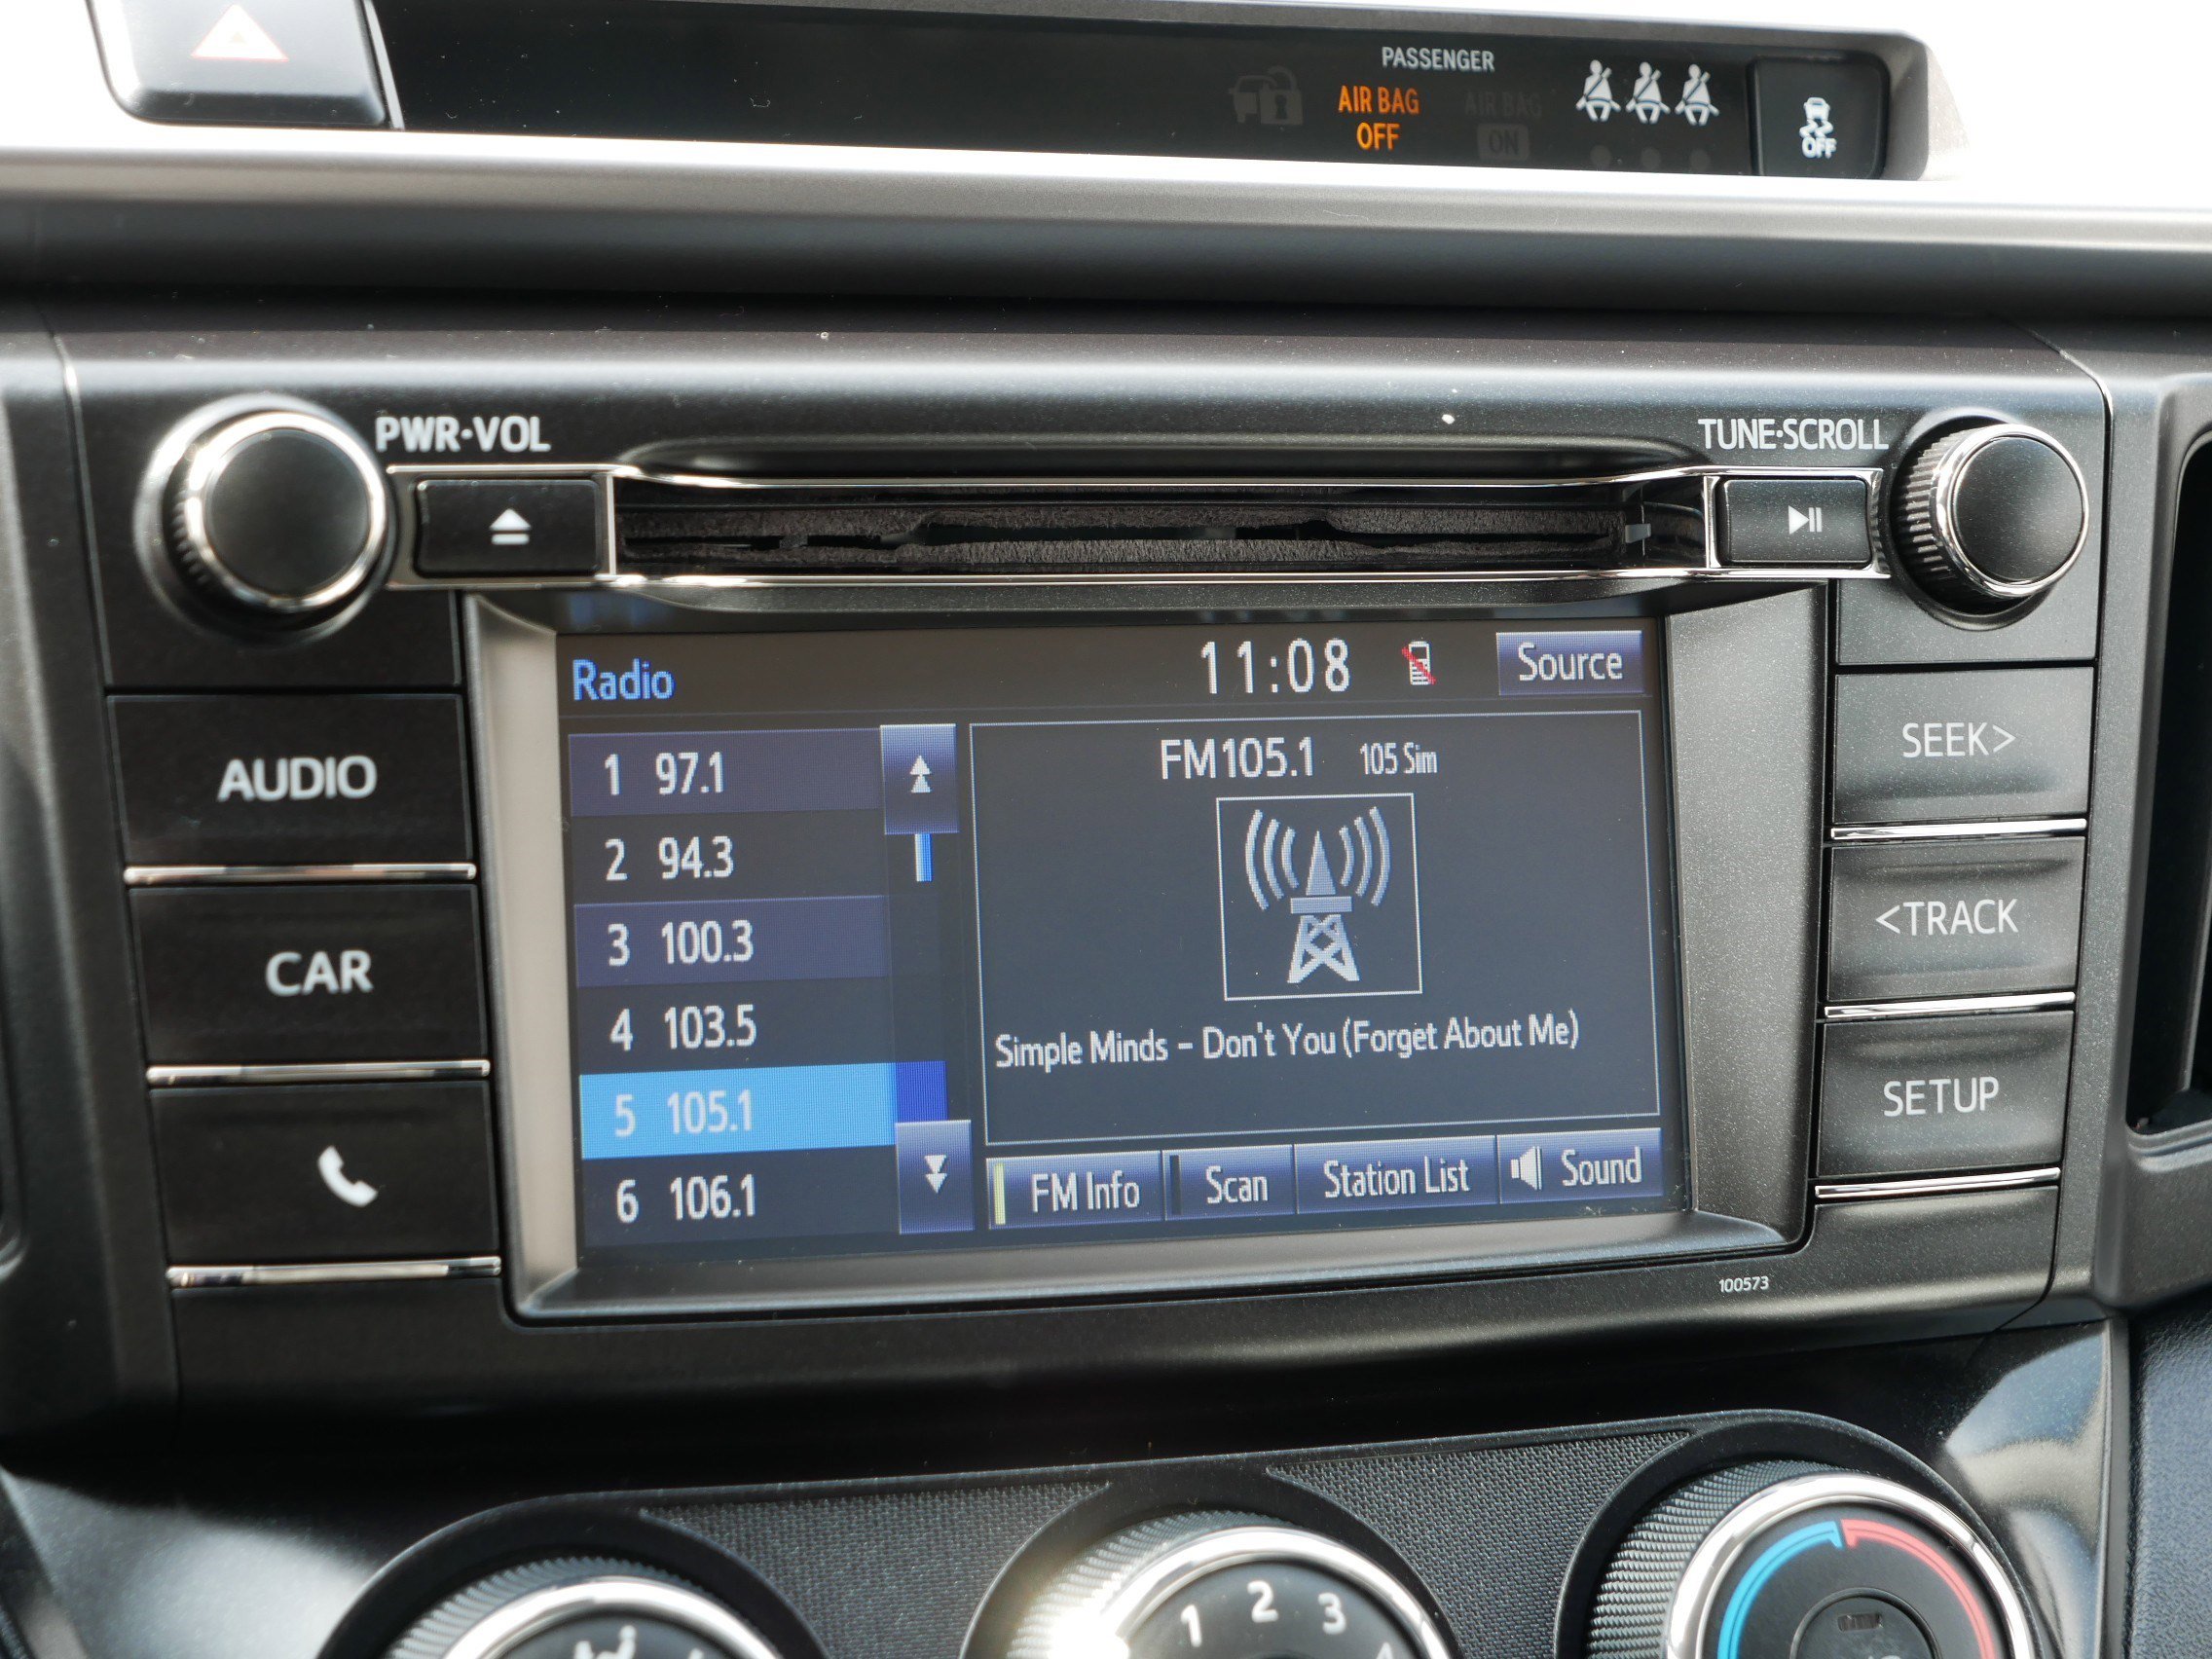 PASSENGER
AIR BAG
OFF
AIR BAG
ON
OFF
PWR·VOL
TUNE·SCROLL
Radio
11:08
Source
AUDIO
CAR
1 97.1
2 94.3
3 100.3
4 103.5
5 105.1
6 106.1
FM105.1 105 Sim
Simple Minds - Don't You (Forget About Me)
FM Info
Scan
Station List
Sound
SEEK>
<TRACK
SETUP
100573
1 2 3 4